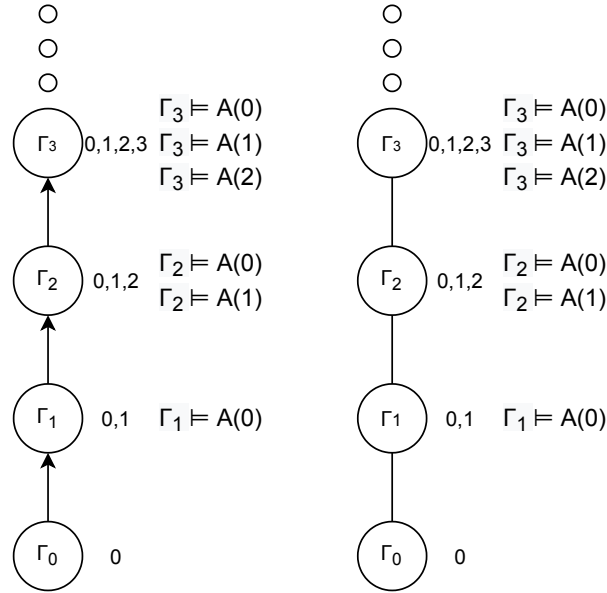 Γ3 ⊨ A(0)
Γ3 0,1,2,3 Γ3 ⊨ A(1)
Γ3 ⊨ A(2)
Γ2 ⊨ A(0)
Γ2 0,1,2
Γ2 ⊨ A(1)
Γ1 0,1 Γ1 ⊨ A(0)
Γ0 0
Γ3 ⊨ A(0)
Γ3 0,1,2,3 Γ3 ⊨ A(1)
Γ3 ⊨ A(2)
Γ2 ⊨ A(0)
Γ2 0,1,2
Γ2 ⊨ A(1)
Γ1 0,1 Γ1 ⊨ A(0)
Γ0 0